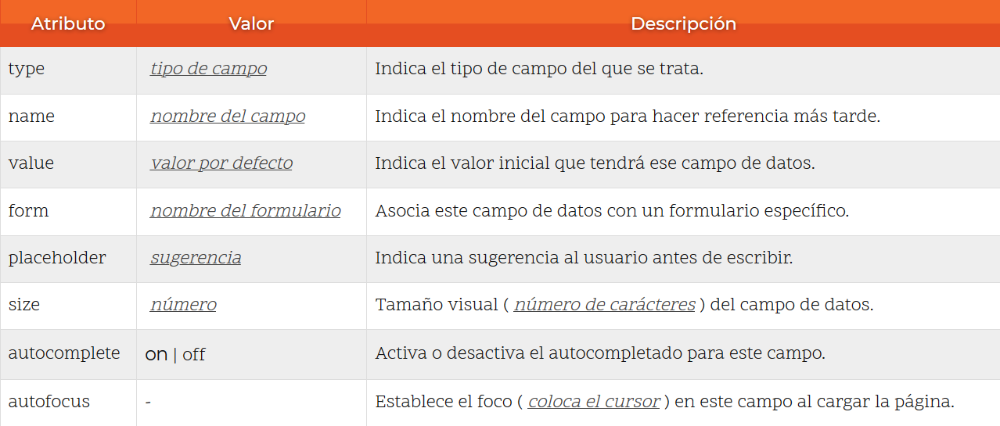 Atributo Valor Descripción
type tipo de campo Indica el tipo de campo del que se trata.
name nombre del campo Indica el nombre del campo para hacer referencia más tarde.
value valor por defecto Indica el valor inicial que tendrá ese campo de datos.
form nombre del formulario Asocia este campo de datos con un formulario específico.
placeholder sugerencia Indica una sugerencia al usuario antes de escribir.
size número Tamaño visual ( número de carácteres ) del campo de datos.
autocomplete on | off Activa o desactiva el autocompletado para este campo.
autofocus - Establece el foco ( coloca el cursor ) en este campo al cargar la página.